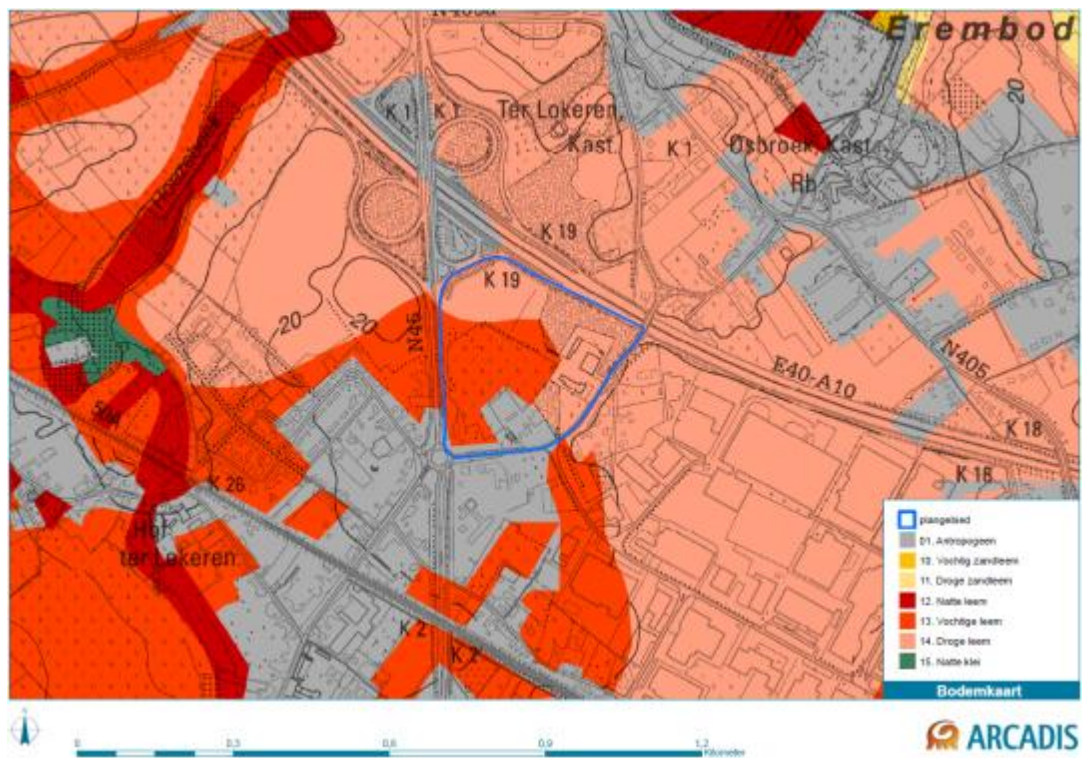 Erembod
K 1
K 1
Ter Lokeren
Kast.
K 1
Osbroek Kast.
Rb
20
K 19
K 19
20
20
N46
E40-A10
N405
K 18
K 18
K 26
Hof
ter Lokeren
K 2
K 2
plangebied
01. Antropogeen
10. Vochtig zandleem
11. Droge zandleem
12. Natte leem
13. Vochtige leem
14. Droge leem
15. Natte klei
Bodemkaart
0 0,3 0,6 0,9 1,2
Kilometer
ARCADIS